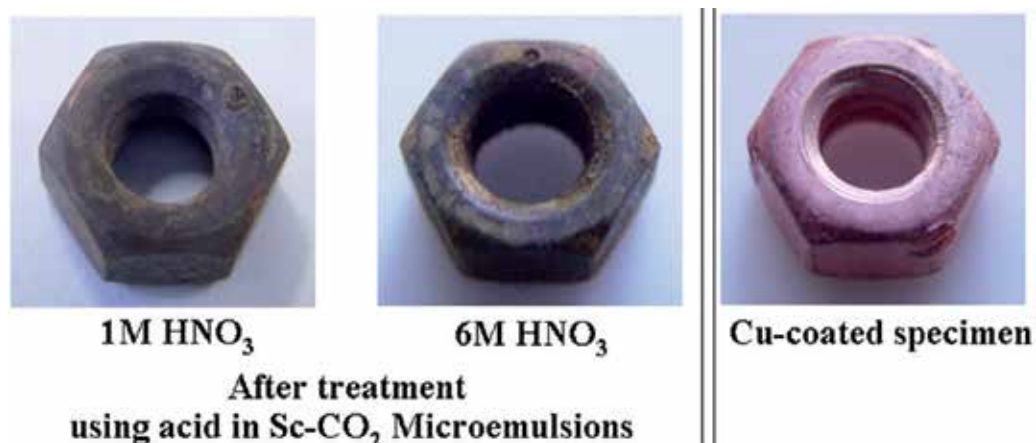 1M HNO₃
6M HNO₃
Cu-coated specimen
After treatment
using acid in Sc-CO₂ Microemulsions